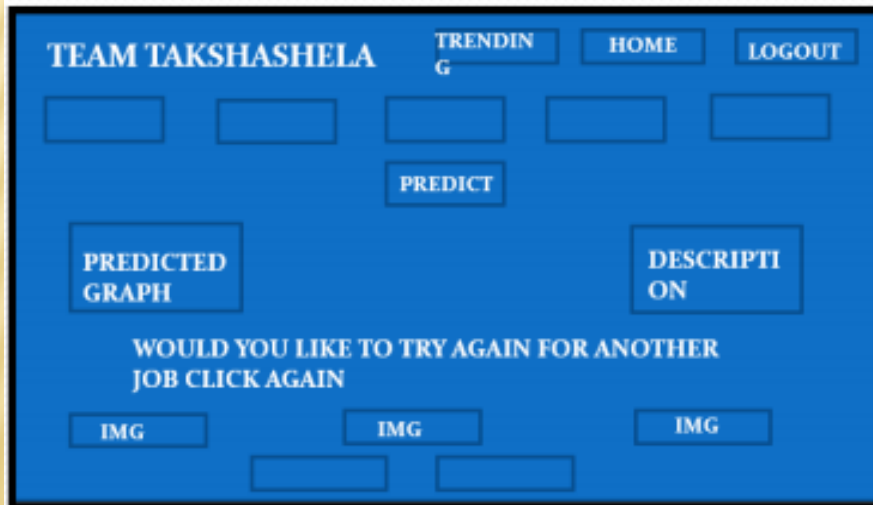 TEAM TAKSHASHELA
TRENDIN
G
HOME
LOGOUT
PREDICT
PREDICTED
GRAPH
DESCRIPTI
ON
WOULD YOU LIKE TO TRY AGAIN FOR ANOTHER
JOB CLICK AGAIN
IMG
IMG
IMG